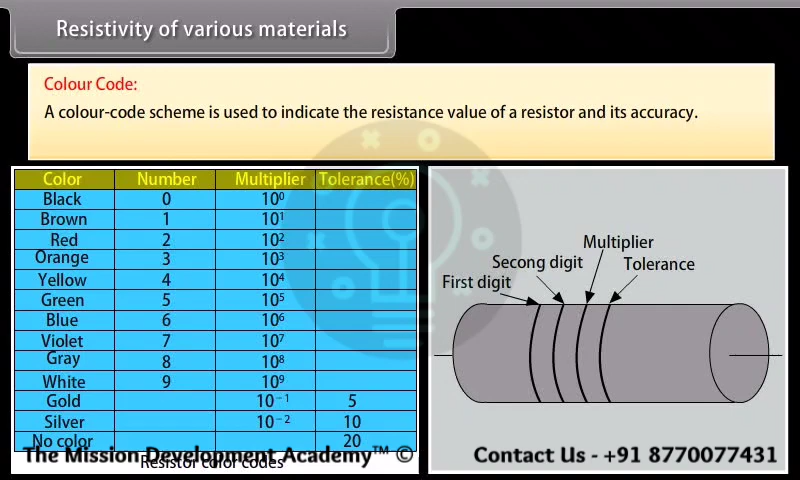 Resistivity of various materials
Colour Code:
A colour-code scheme is used to indicate the resistance value of a resistor and its accuracy.
Color Number Multiplier Tolerance(%)
Black 0 10⁰
Brown 1 10¹
Red 2 10²
Orange 3 10³
Yellow 4 10⁴
Green 5 10⁵
Blue 6 10⁶
Violet 7 10⁷
Gray 8 10⁸
White 9 10⁹
Gold 10⁻¹ 5
Silver 10⁻² 10
No color 20
Resistor color codes
Multiplier
Secong digit
Tolerance
First digit
The Mission Development Academy™ ©
Contact Us - +91 8770077431